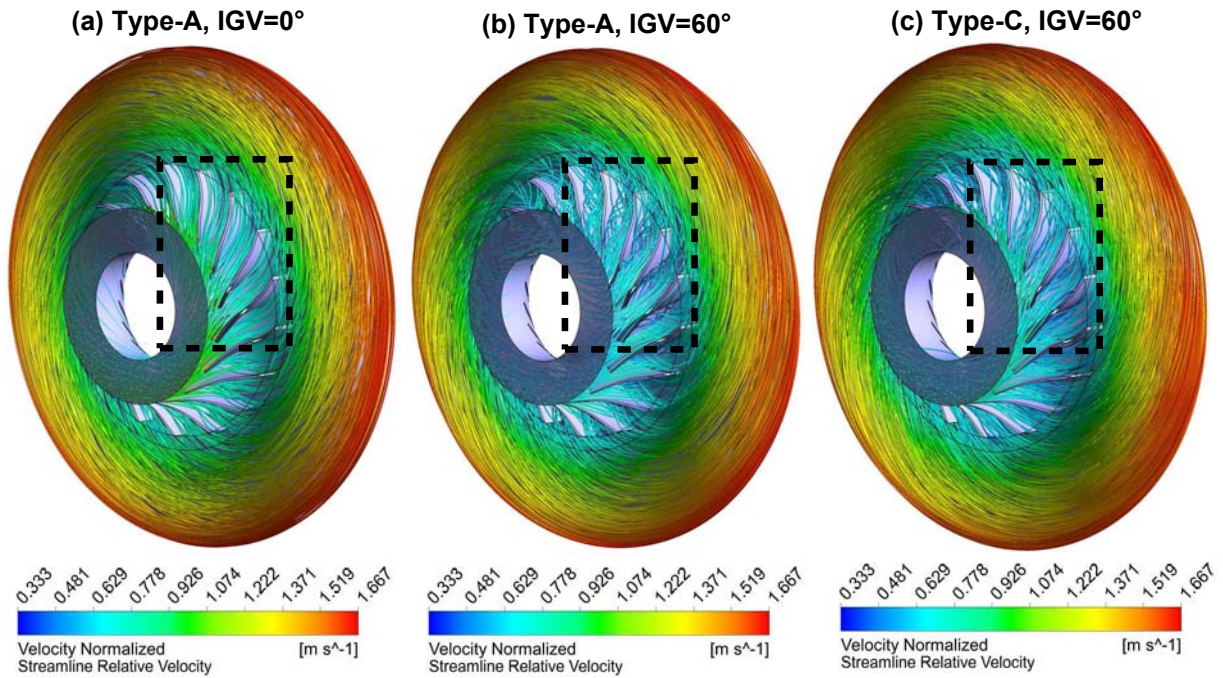 (a) Type-A, IGV=0°
(b) Type-A, IGV=60°
(c) Type-C, IGV=60°
0.333 0.481 0.629 0.778 0.926 1.074 1.222 1.371 1.519 1.667
Velocity Normalized [m s^-1]
Streamline Relative Velocity
0.333 0.481 0.629 0.778 0.926 1.074 1.222 1.371 1.519 1.667
Velocity Normalized [m s^-1]
Streamline Relative Velocity
0.333 0.481 0.629 0.778 0.926 1.074 1.222 1.371 1.519 1.667
Velocity Normalized [m s^-1]
Streamline Relative Velocity